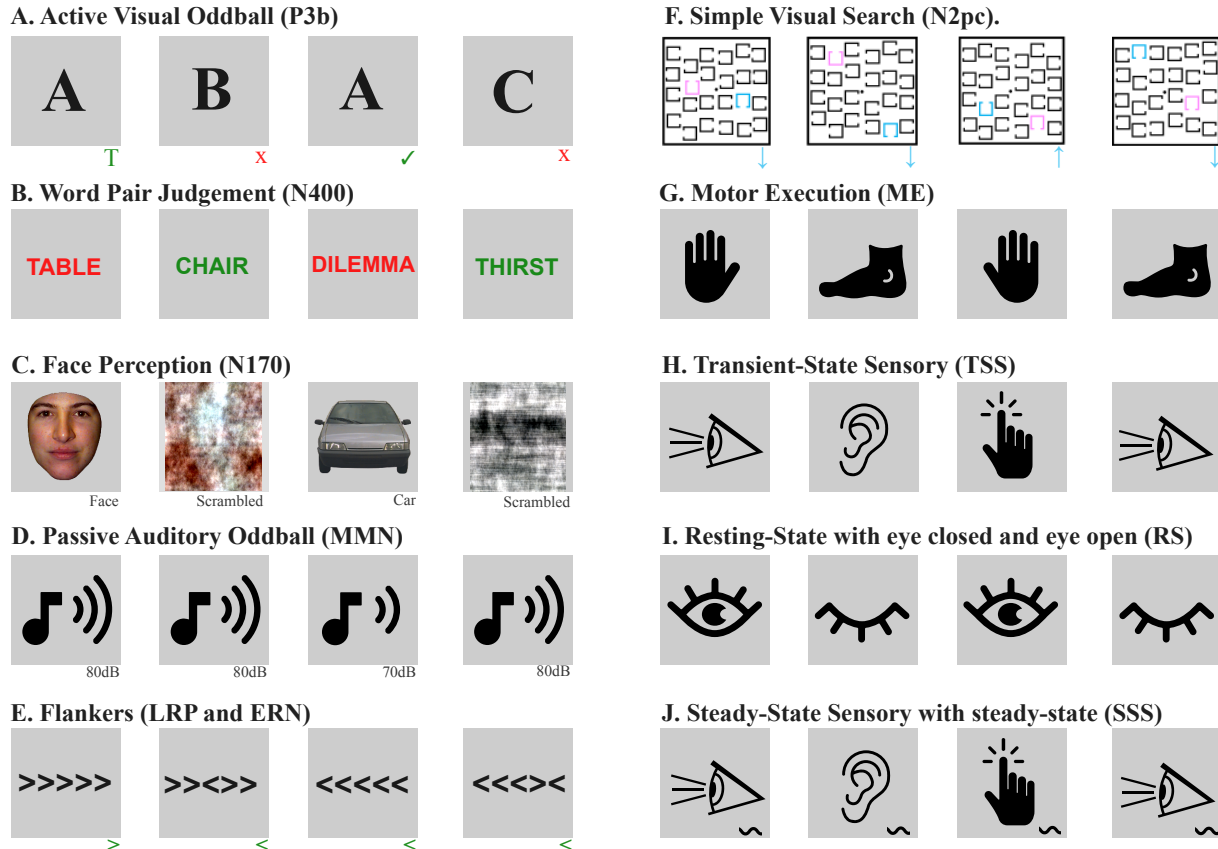 A. Active Visual Oddball (P3b)
A B A C
T x ✓ x
B. Word Pair Judgement (N400)
TABLE CHAIR DILEMMA THIRST
C. Face Perception (N170)
Face Scrambled Car Scrambled
D. Passive Auditory Oddball (MMN)
80dB 80dB 70dB 80dB
E. Flankers (LRP and ERN)
>>>>> >><>> <<<<< <<<><
> < < <
F. Simple Visual Search (N2pc).
↓ ↓ ↑ ↓
G. Motor Execution (ME)
H. Transient-State Sensory (TSS)
I. Resting-State with eye closed and eye open (RS)
J. Steady-State Sensory with steady-state (SSS)